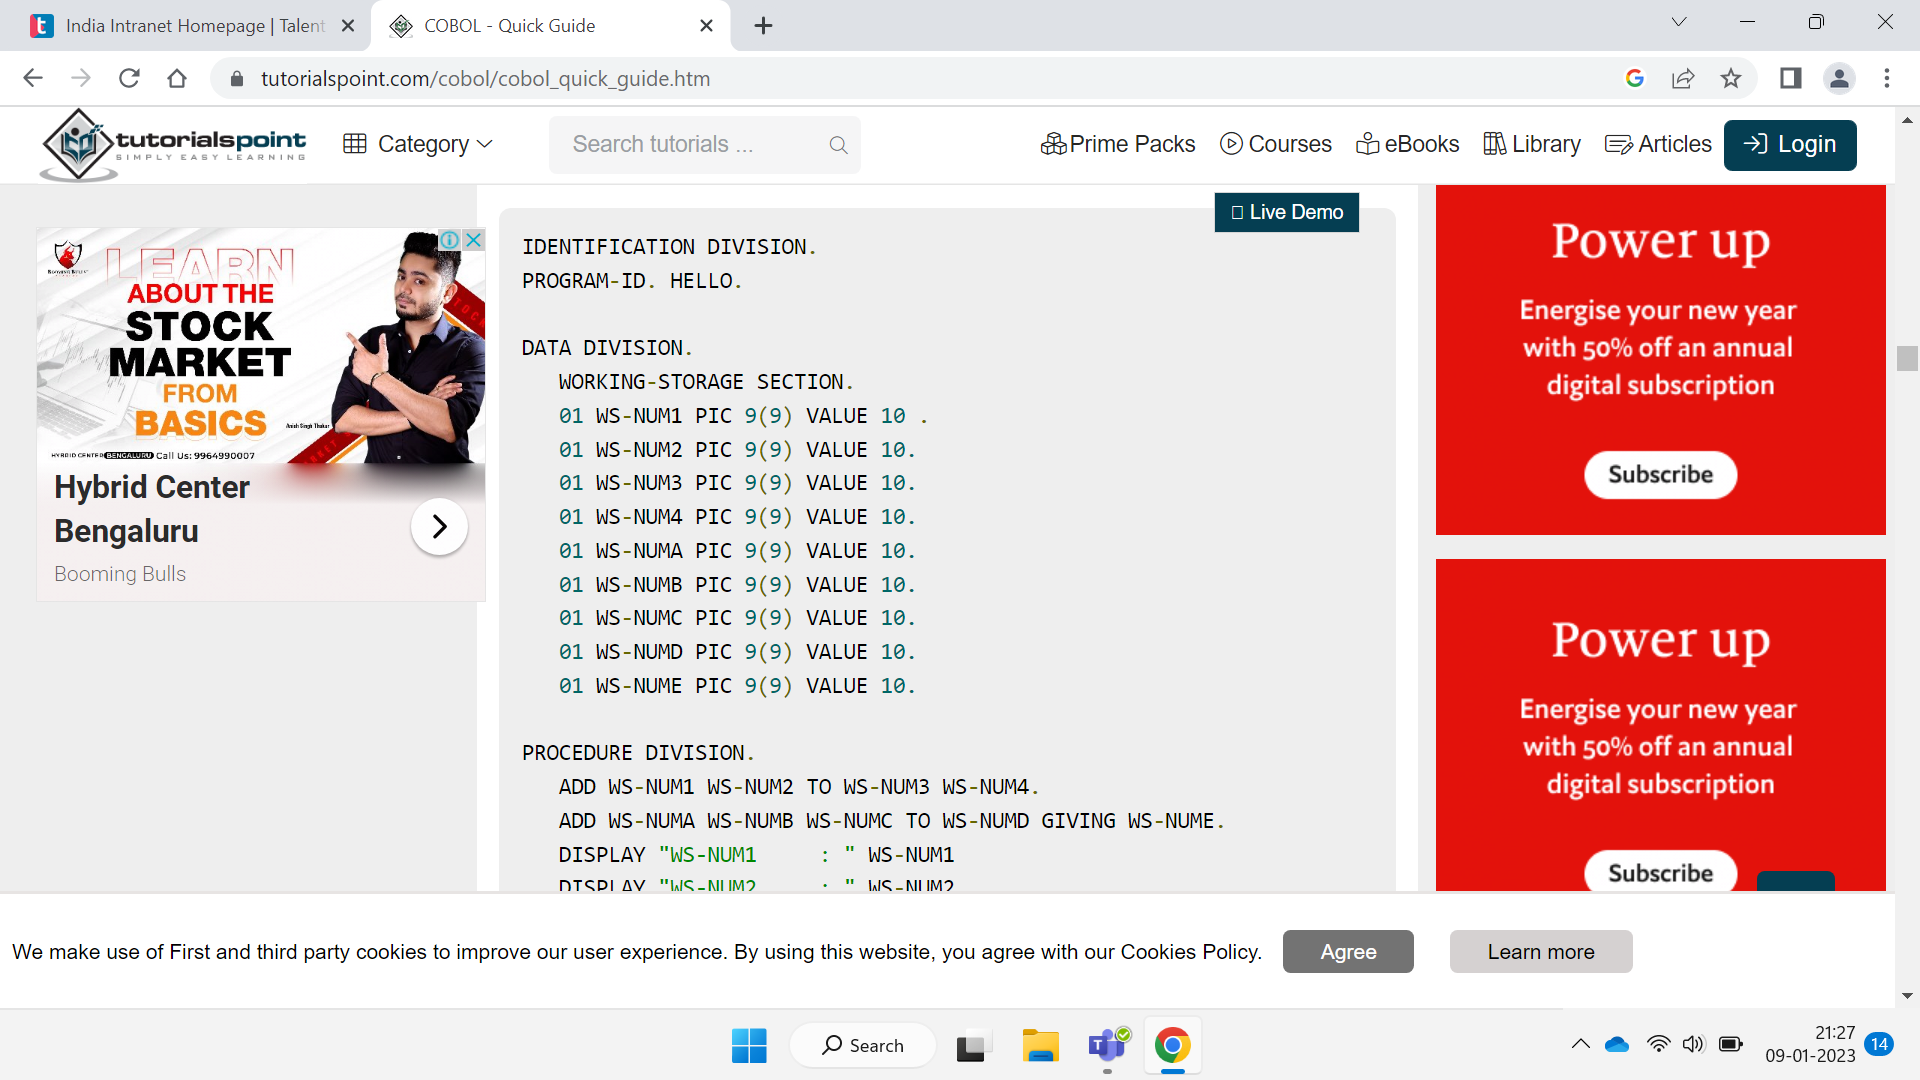 India Intranet Homepage | Talent
COBOL - Quick Guide
tutorialspoint.com/cobol/cobol_quick_guide.htm
tutorialspoint
SIMPLY EASY LEARNING
Category
Search tutorials ...
Prime Packs
Courses
eBooks
Library
Articles
Login
LEARN
ABOUT THE
STOCK
MARKET
FROM
BASICS
Anish Singh Thakur
HYBRID CENTER BENGALURU Call Us: 9964990007
Hybrid Center
Bengaluru
Booming Bulls
Live Demo
IDENTIFICATION DIVISION.
PROGRAM-ID. HELLO.
DATA DIVISION.
WORKING-STORAGE SECTION.
01 WS-NUM1 PIC 9(9) VALUE 10 .
01 WS-NUM2 PIC 9(9) VALUE 10.
01 WS-NUM3 PIC 9(9) VALUE 10.
01 WS-NUM4 PIC 9(9) VALUE 10.
01 WS-NUMA PIC 9(9) VALUE 10.
01 WS-NUMB PIC 9(9) VALUE 10.
01 WS-NUMC PIC 9(9) VALUE 10.
01 WS-NUMD PIC 9(9) VALUE 10.
01 WS-NUME PIC 9(9) VALUE 10.
PROCEDURE DIVISION.
ADD WS-NUM1 WS-NUM2 TO WS-NUM3 WS-NUM4.
ADD WS-NUMA WS-NUMB WS-NUMC TO WS-NUMD GIVING WS-NUME.
DISPLAY "WS-NUM1     : " WS-NUM1
DISPLAY "WS-NUM2     : " WS-NUM2
Power up
Energise your new year
with 50% off an annual
digital subscription
Subscribe
Power up
Energise your new year
with 50% off an annual
digital subscription
Subscribe
We make use of First and third party cookies to improve our user experience. By using this website, you agree with our Cookies Policy.
Agree
Learn more
Search
21:27
09-01-2023
14